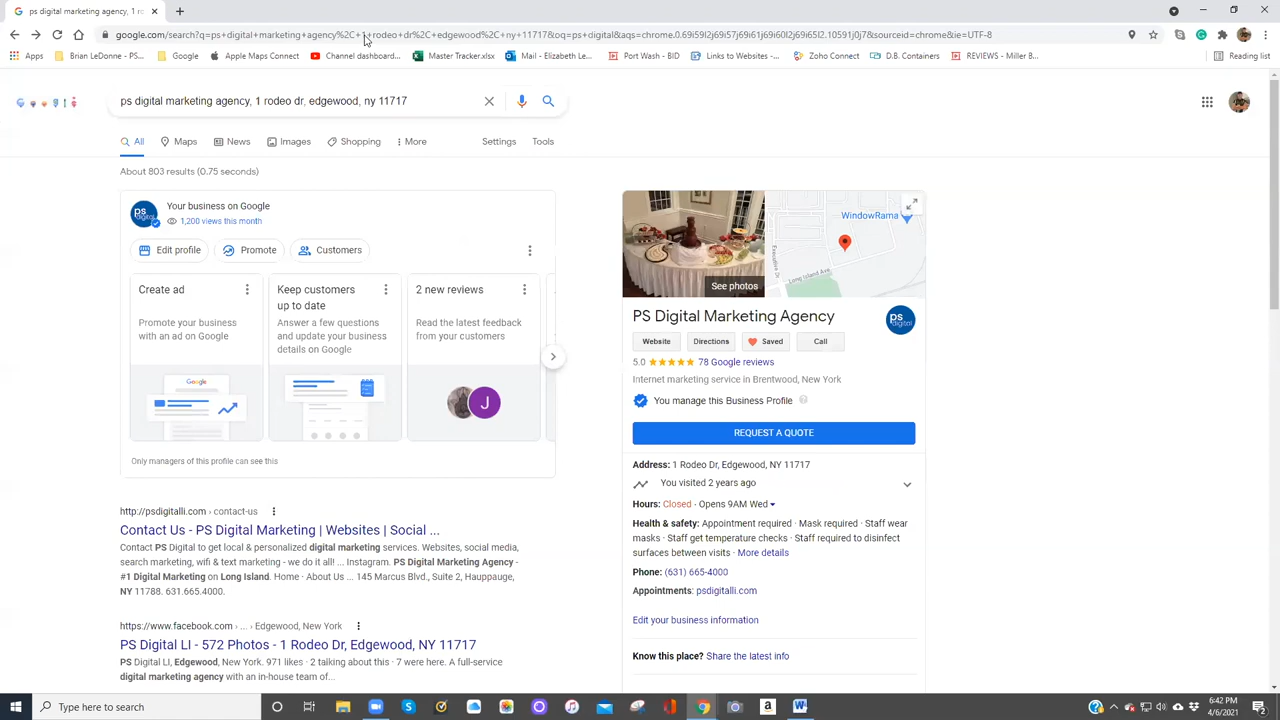 ps digital marketing agency, 1 ro
google.com/search?q=ps+digital+marketing+agency%2C+1+rodeo+dr%2C+edgewood%2C+ny+11717&oq=ps+digital&aqs=chrome.0.69i59l2j69i57j69i61j69i60l2j69i65l2.10591j0j7&sourceid=chrome&ie=UTF-8
Apps Brian LeDonne - PS... Google Apple Maps Connect Channel dashboard... Master Tracker.xlsx Mail - Elizabeth Le... Port Wash - BID Links to Websites -... Zoho Connect D.B. Containers REVIEWS - Miller B... Reading list
ps digital marketing agency, 1 rodeo dr, edgewood, ny 11717
All Maps News Images Shopping More Settings Tools
About 803 results (0.75 seconds)
ps digital
Your business on Google
1,200 views this month
Edit profile Promote Customers
Create ad
Promote your business
with an ad on Google
Google
Keep customers
up to date
Answer a few questions
and update your business
details on Google
2 new reviews
Read the latest feedback
from your customers
J
Only managers of this profile can see this
http://psdigitalli.com › contact-us
Contact Us - PS Digital Marketing | Websites | Social ...
Contact PS Digital to get local & personalized digital marketing services. Websites, social media,
search marketing, wifi & text marketing - we do it all! ... Instagram. PS Digital Marketing Agency -
#1 Digital Marketing on Long Island. Home · About Us ... 145 Marcus Blvd., Suite 2, Hauppauge,
NY 11788. 631.665.4000.
https://www.facebook.com › ... › Edgewood, New York
PS Digital LI - 572 Photos - 1 Rodeo Dr, Edgewood, NY 11717
PS Digital LI, Edgewood, New York. 971 likes · 2 talking about this · 7 were here. A full-service
digital marketing agency with an in-house team of...
See photos
WindowRama
Executive Dr
Long Island Ave
PS Digital Marketing Agency
ps digital
Website Directions Saved Call
5.0 78 Google reviews
Internet marketing service in Brentwood, New York
You manage this Business Profile
REQUEST A QUOTE
Address: 1 Rodeo Dr, Edgewood, NY 11717
You visited 2 years ago
Hours: Closed · Opens 9AM Wed
Health & safety: Appointment required · Mask required · Staff wear
masks · Staff get temperature checks · Staff required to disinfect
surfaces between visits · More details
Phone: (631) 665-4000
Appointments: psdigitalli.com
Edit your business information
Know this place? Share the latest info
Type here to search
6:42 PM
4/6/2021
2